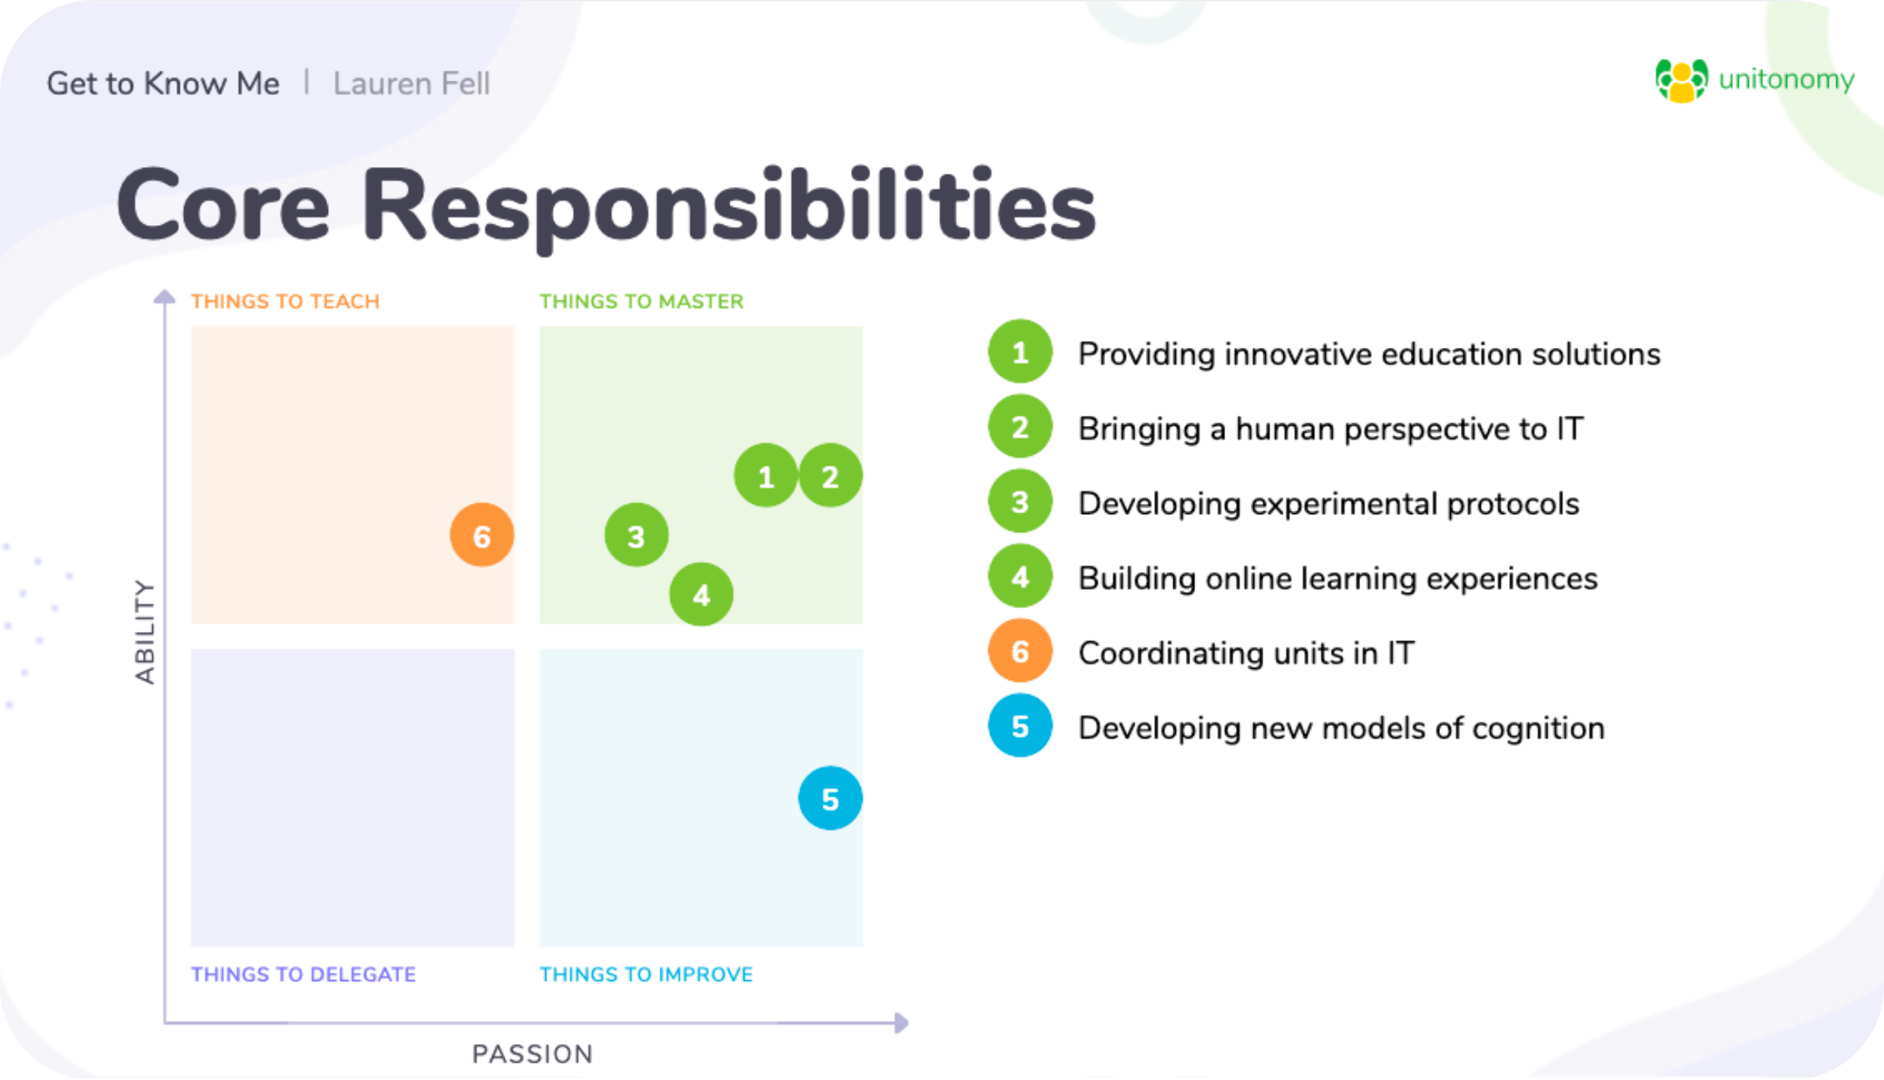 Get to Know Me | Lauren Fell
unitonomy
Core Responsibilities
THINGS TO TEACH
THINGS TO MASTER
1
2
6
3
4
5
THINGS TO DELEGATE
THINGS TO IMPROVE
ABILITY
PASSION
1 Providing innovative education solutions
2 Bringing a human perspective to IT
3 Developing experimental protocols
4 Building online learning experiences
6 Coordinating units in IT
5 Developing new models of cognition